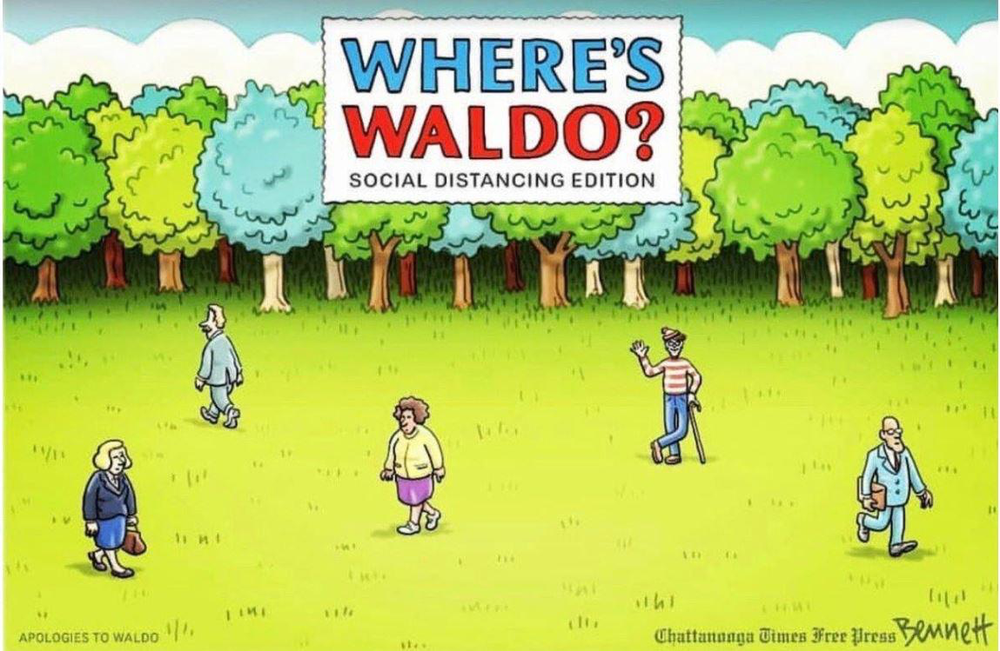 WHERE'S
WALDO?
SOCIAL DISTANCING EDITION
APOLOGIES TO WALDO
Chattanooga Times Free Press Bennett